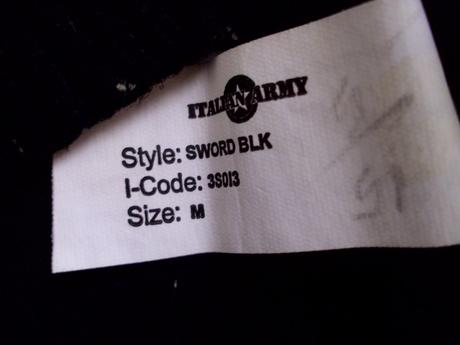 ITALIAN ARMY
Style: SWORD BLK
I-Code: 3S013
Size: M